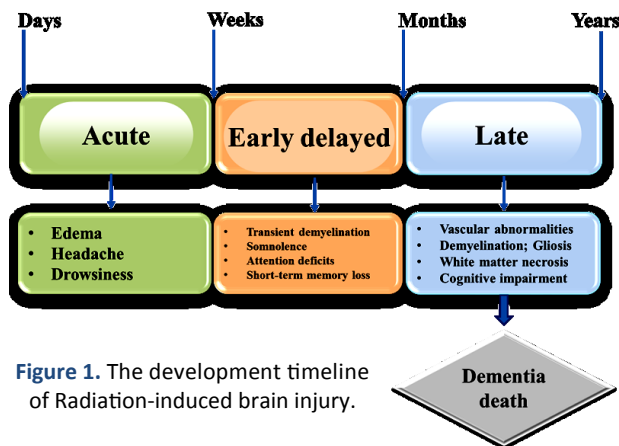 Days Weeks Months Years
Acute Early delayed Late
• Edema
• Headache
• Drowsiness
• Transient demyelination
• Somnolence
• Attention deficits
• Short-term memory loss
• Vascular abnormalities
• Demyelination; Gliosis
• White matter necrosis
• Cognitive impairment
Dementia
death
Figure 1. The development timeline
of Radiation-induced brain injury.